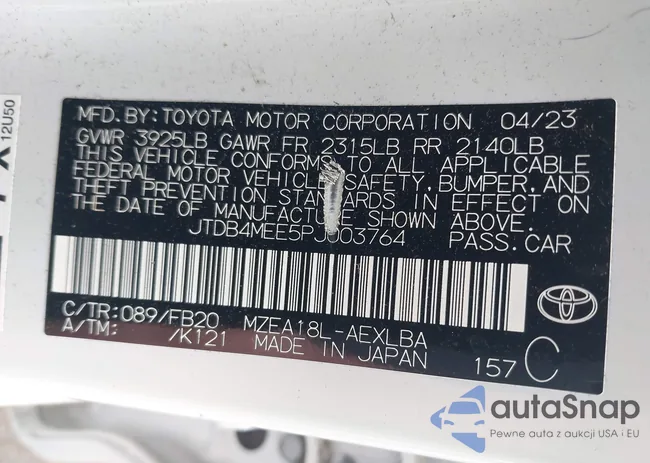 12U50
MFD.BY:TOYOTA MOTOR CORPORATION 04/23
GVWR 3925LB GAWR FR 2315LB RR 2140LB
THIS VEHICLE CONFORMS TO ALL APPLICABLE
FEDERAL MOTOR VEHICLE SAFETY, BUMPER, AND
THEFT PREVENTION STANDARDS IN EFFECT ON
THE DATE OF MANUFACTURE SHOWN ABOVE.
JTDB4MEE5PJ003764 PASS.CAR
C/TR:089/FB20 MZEA18L-AEXLBA
A/TM: /K121 MADE IN JAPAN 157 C
autaSnap
Pewne auta z aukcji USA i EU